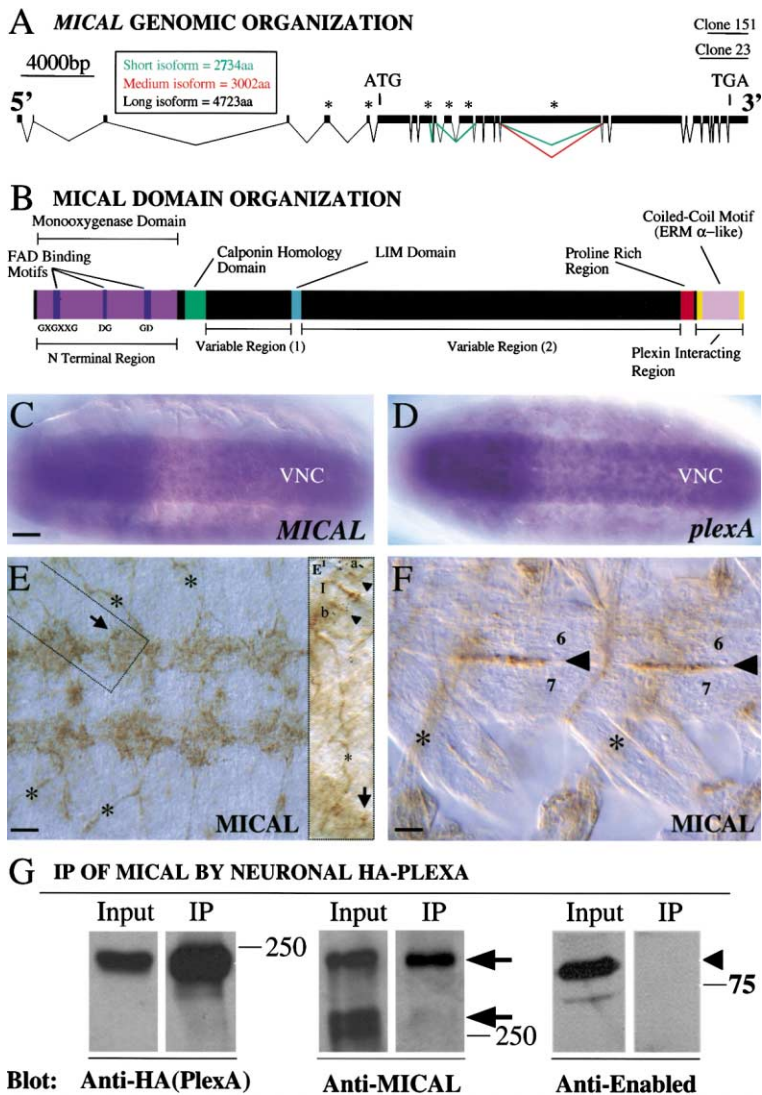 A MICAL GENOMIC ORGANIZATION
Clone 151
Clone 23
4000bp
Short isoform = 2734aa
Medium isoform = 3002aa
Long isoform = 4723aa
ATG
TGA
5'
* * * * * *
3'
B MICAL DOMAIN ORGANIZATION
Monooxygenase Domain
Coiled-Coil Motif
(ERM α-like)
FAD Binding
Motifs
Calponin Homology
Domain
LIM Domain
Proline Rich
Region
GXGXXG DG GD
N Terminal Region
Variable Region (1)
Variable Region (2)
Plexin Interacting
Region
C
VNC
MICAL
D
VNC
plexA
E
*
*
*
*
MICAL
E¹
a
I
b
*
F
6
7
6
7
*
*
MICAL
G IP OF MICAL BY NEURONAL HA-PLEXA
Input IP
250
Input IP
250
Input IP
75
Blot: Anti-HA(PlexA) Anti-MICAL Anti-Enabled